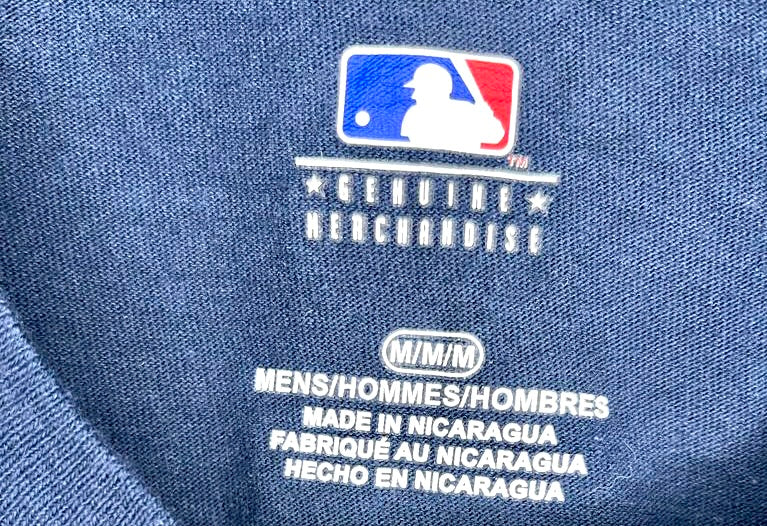 TM
★ GENUINE ★
MERCHANDISE
M/M/M
MENS/HOMMES/HOMBRES
MADE IN NICARAGUA
FABRIQUÉ AU NICARAGUA
HECHO EN NICARAGUA